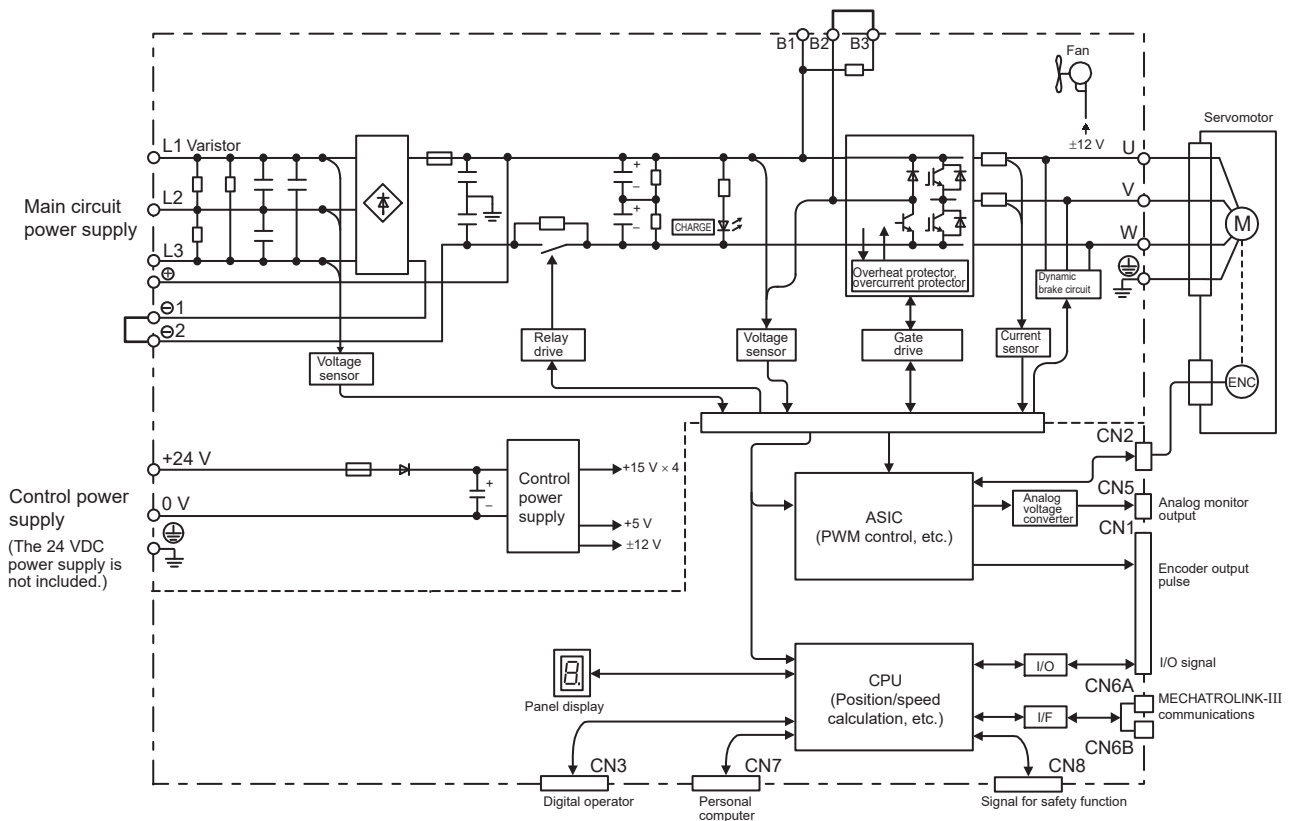 B1
B2
B3
Fan
±12 V
Servomotor
L1 Varistor
U
L2
V
Main circuit
power supply
L3
W
M
⊕
CHARGE
+
–
+
–
Overheat protector,
overcurrent protector
Dynamic
brake circuit
⊖1
⊖2
Voltage
sensor
Relay
drive
Voltage
sensor
Gate
drive
Current
sensor
ENC
CN2
+24 V
+15 V × 4
Control power
supply
(The 24 VDC
power supply is
not included.)
0 V
+
–
Control
power
supply
+5 V
±12 V
ASIC
(PWM control, etc.)
Analog
voltage
converter
CN5
Analog monitor
output
CN1
Encoder output
pulse
I/O signal
8.
Panel display
CPU
(Position/speed
calculation, etc.)
I/O
I/F
CN6A
MECHATROLINK-III
communications
CN6B
CN3
CN7
CN8
Digital operator
Personal
computer
Signal for safety function